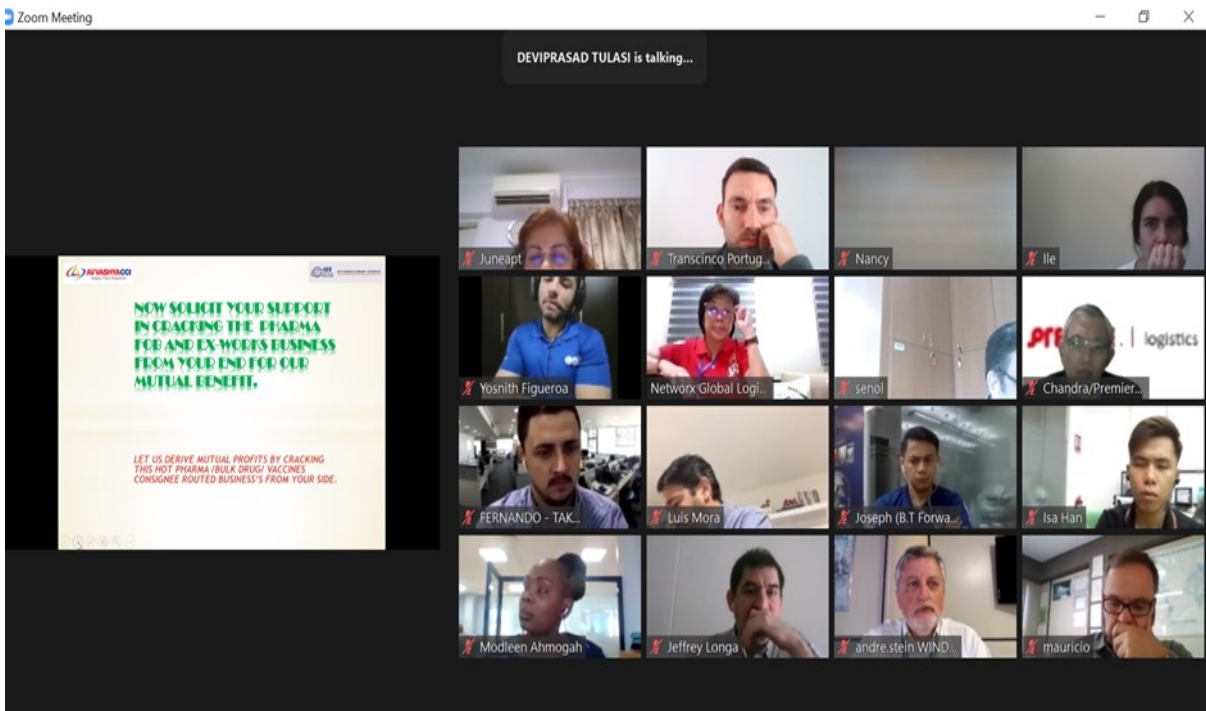 Zoom Meeting
DEVIPRASAD TULASI is talking...
AVVASHYACCI
NOW SOLICIT YOUR SUPPORT
IN CRACKING THE PHARMA
FOB AND EX-WORKS BUSINESS
FROM YOUR END FOR OUR
MUTUAL BENEFIT.
LET US DERIVE MUTUAL PROFITS BY CRACKING
THIS HOT PHARMA /BULK DRUG/ VACCINES
CONSIGNEE ROUTED BUSINESS'S FROM YOUR SIDE.
Juneapt
Transcinco Portug...
Nancy
Ile
Yosnith Figueroa
Networx Global Logi...
senol
logistics
Chandra/Premier...
FERNANDO - TAK...
Luis Mora
Joseph (B.T Forwa...
Isa Han
Modleen Ahmogah
Jeffrey Longa
andre.stein WIND...
mauricio